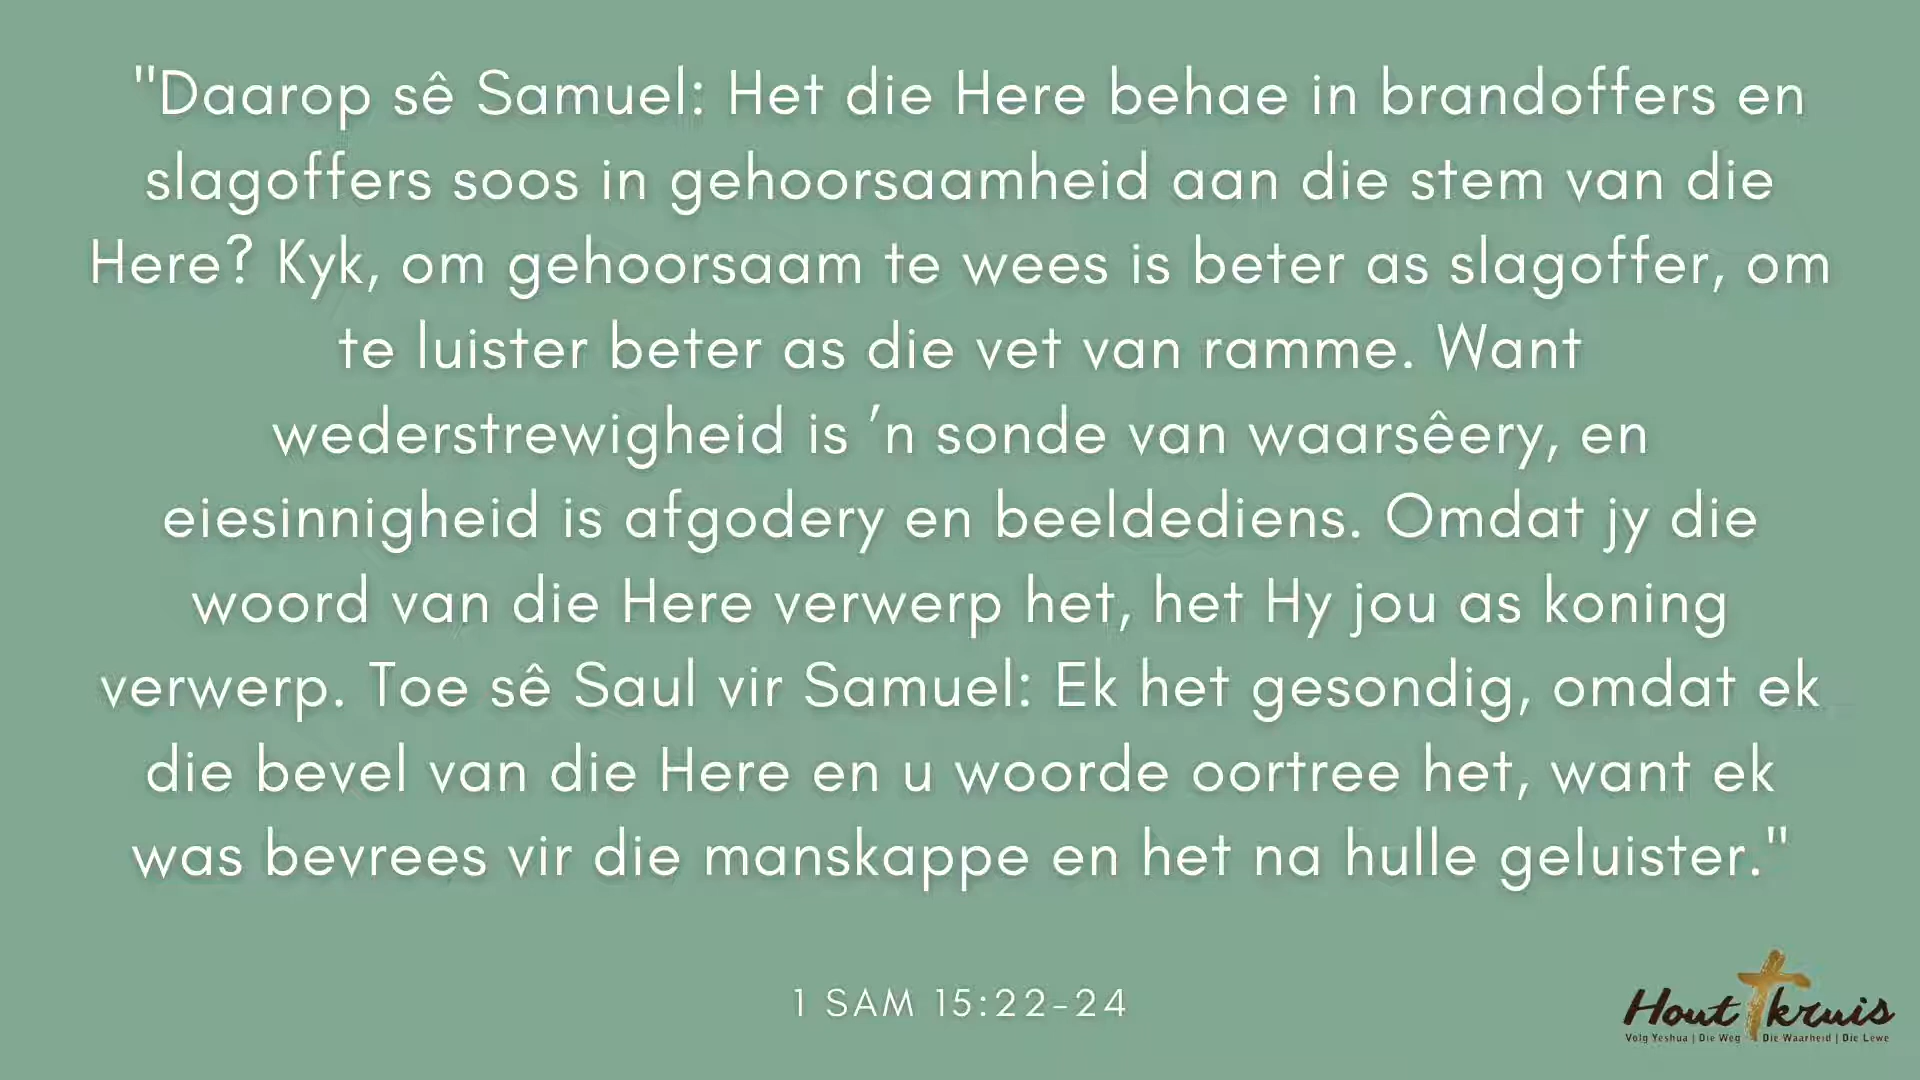 "Daarop sê Samuel: Het die Here behae in brandoffers en
slagoffers soos in gehoorsaamheid aan die stem van die
Here? Kyk, om gehoorsaam te wees is beter as slagoffer, om
te luister beter as die vet van ramme. Want
wederstrewigheid is ’n sonde van waarsêery, en
eiesinnigheid is afgodery en beeldediens. Omdat jy die
woord van die Here verwerp het, het Hy jou as koning
verwerp. Toe sê Saul vir Samuel: Ek het gesondig, omdat ek
die bevel van die Here en u woorde oortree het, want ek
was bevrees vir die manskappe en het na hulle geluister."
1 SAM 15:22-24
Hout kruis
Volg Yeshua | Die Weg Die Waarheid | Die Lewe